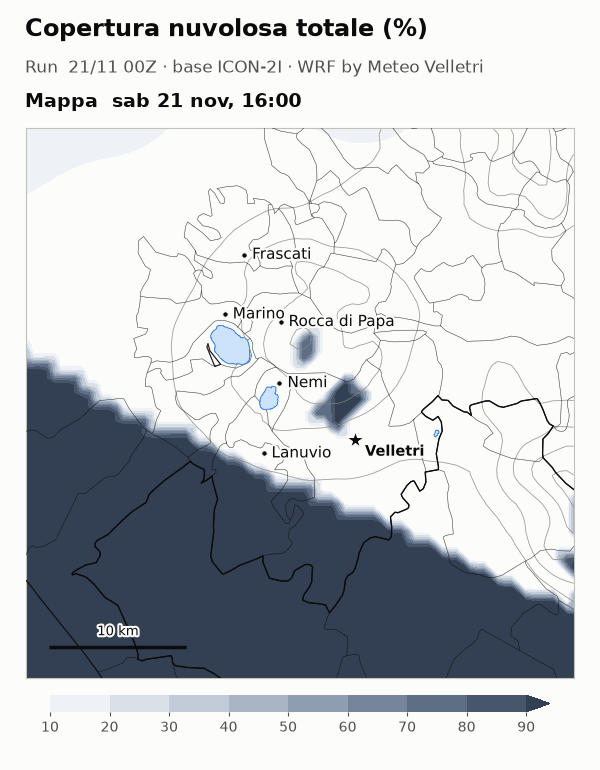 Copertura nuvolosa totale (%)
Run  21/11 00Z · base ICON-2I · WRF by Meteo Velletri
Mappa  sab 21 nov, 16:00
Frascati
Marino
Rocca di Papa
Nemi
Velletri
Lanuvio
10 km
10 20 30 40 50 60 70 80 90